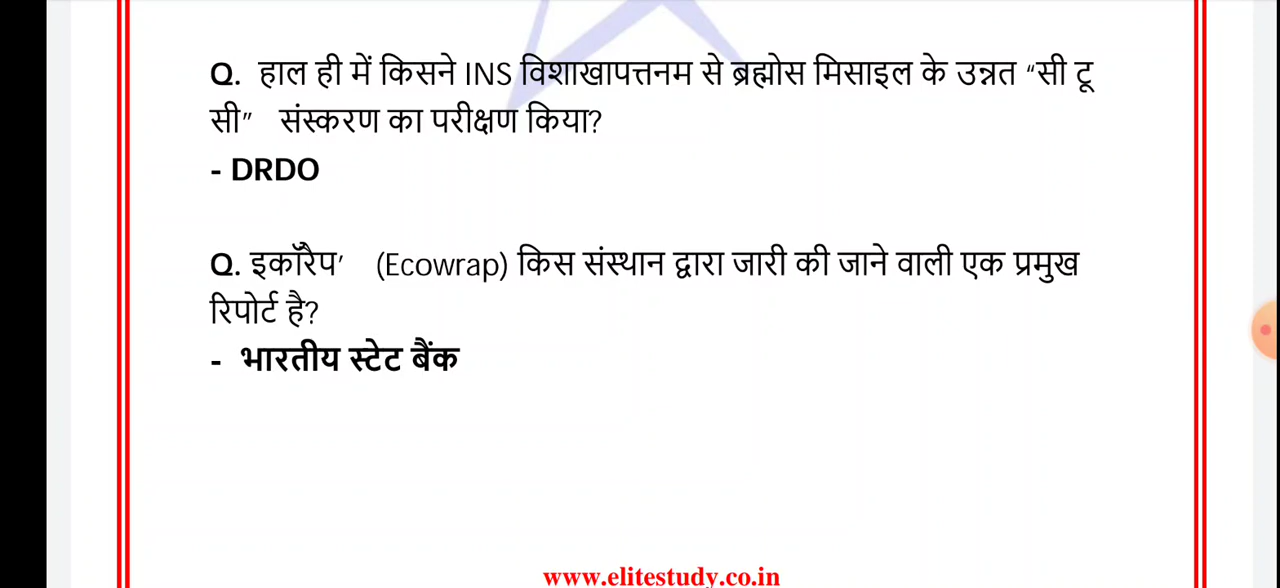 Q. हाल ही में किसने INS विशाखापत्तनम से ब्रह्मोस मिसाइल के उन्नत “सी टू
सी” संस्करण का परीक्षण किया?
- DRDO
Q. इकॉरैप’ (Ecowrap) किस संस्थान द्वारा जारी की जाने वाली एक प्रमुख
रिपोर्ट है?
- भारतीय स्टेट बैंक
www.elitestudy.co.in